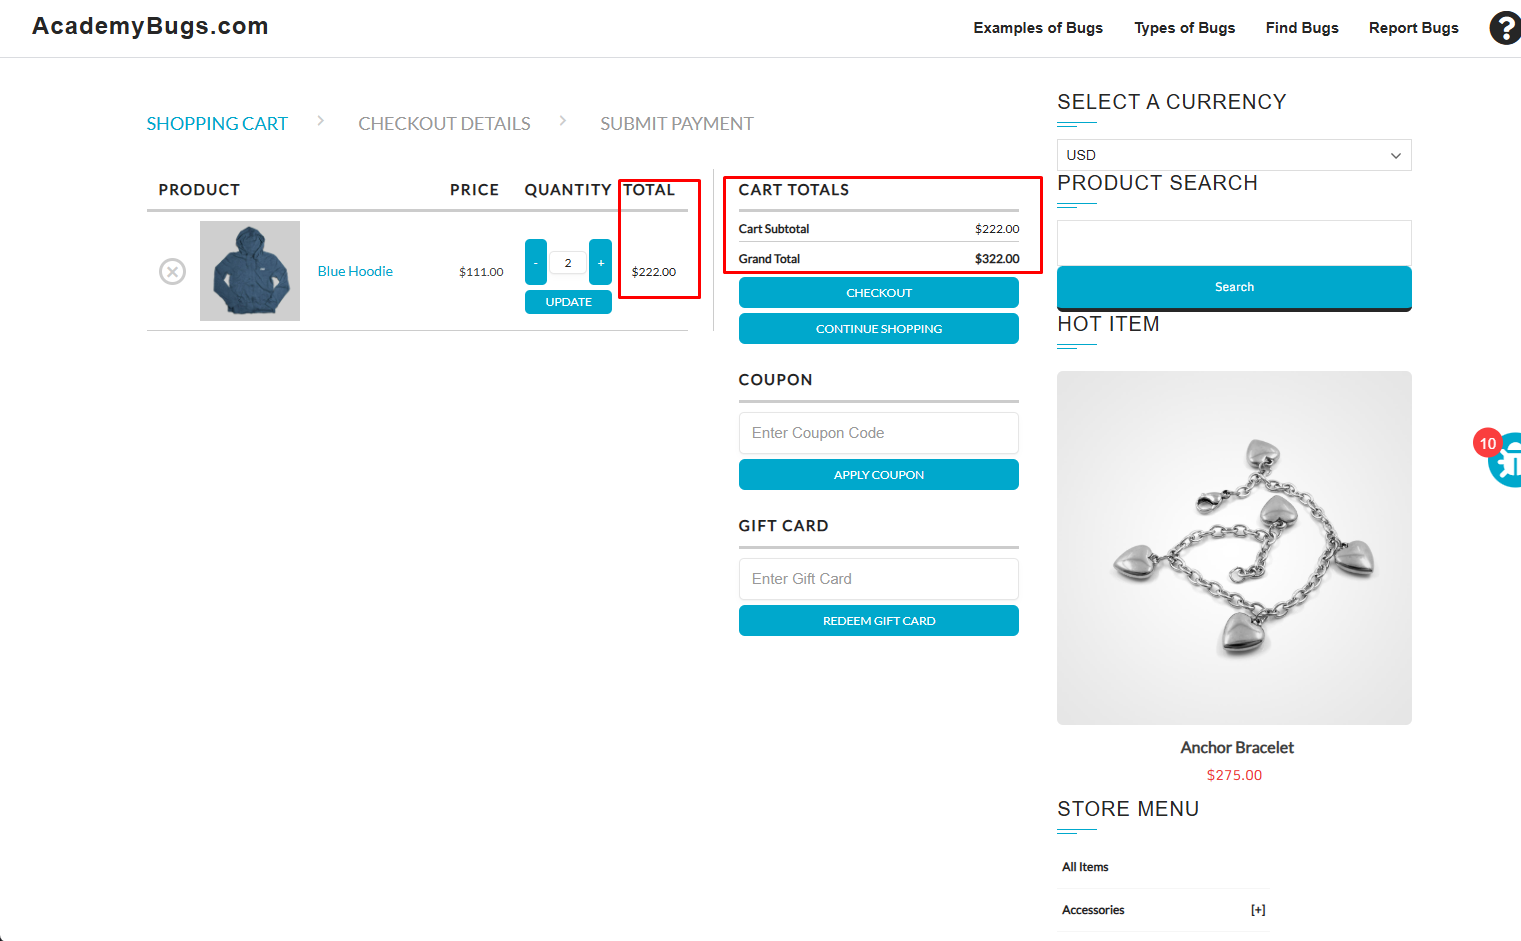 AcademyBugs.com
Examples of Bugs Types of Bugs Find Bugs Report Bugs ?
SHOPPING CART > CHECKOUT DETAILS > SUBMIT PAYMENT
PRODUCT PRICE QUANTITY TOTAL
Blue Hoodie $111.00 - 2 + $222.00
UPDATE
CART TOTALS
Cart Subtotal $222.00
Grand Total $322.00
CHECKOUT
CONTINUE SHOPPING
COUPON
Enter Coupon Code
APPLY COUPON
GIFT CARD
Enter Gift Card
REDEEM GIFT CARD
SELECT A CURRENCY
USD
PRODUCT SEARCH
Search
HOT ITEM
Anchor Bracelet
$275.00
STORE MENU
All Items
Accessories [+]
10